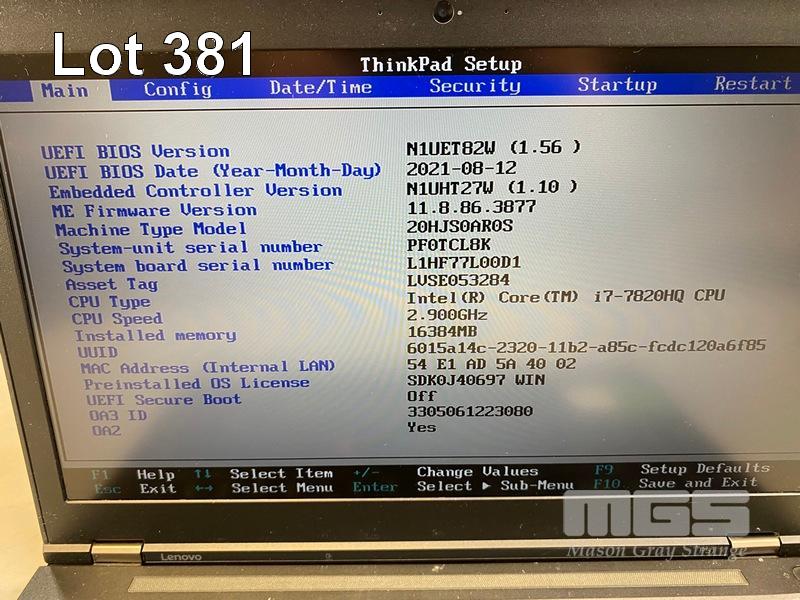 Lot 381
ThinkPad Setup
Main Config Date/Time Security Startup Restart
UEFI BIOS Version N1UET82W (1.56 )
UEFI BIOS Date (Year-Month-Day) 2021-08-12
Embedded Controller Version N1UHT27W (1.10 )
ME Firmware Version 11.8.86.3877
Machine Type Model 20HJS0AR0S
System-unit serial number PF0TCL8K
System board serial number L1HF77L00D1
Asset Tag LVSE053284
CPU Type Intel(R) Core(TM) i7-7820HQ CPU
CPU Speed 2.900GHz
Installed memory 16384MB
UUID 6015a14c-2320-11b2-a85c-fcdc120a6f85
MAC Address (Internal LAN) 54 E1 AD 5A 40 02
Preinstalled OS License SDK0J40697 WIN
UEFI Secure Boot Off
OA3 ID 3305061223080
OA2 Yes
F1 Help ↑↓ Select Item +/- Change Values F9 Setup Defaults
Esc Exit ←→ Select Menu Enter Select ▶ Sub-Menu F10 Save and Exit
MGS
Mason Gray Strange
Lenovo